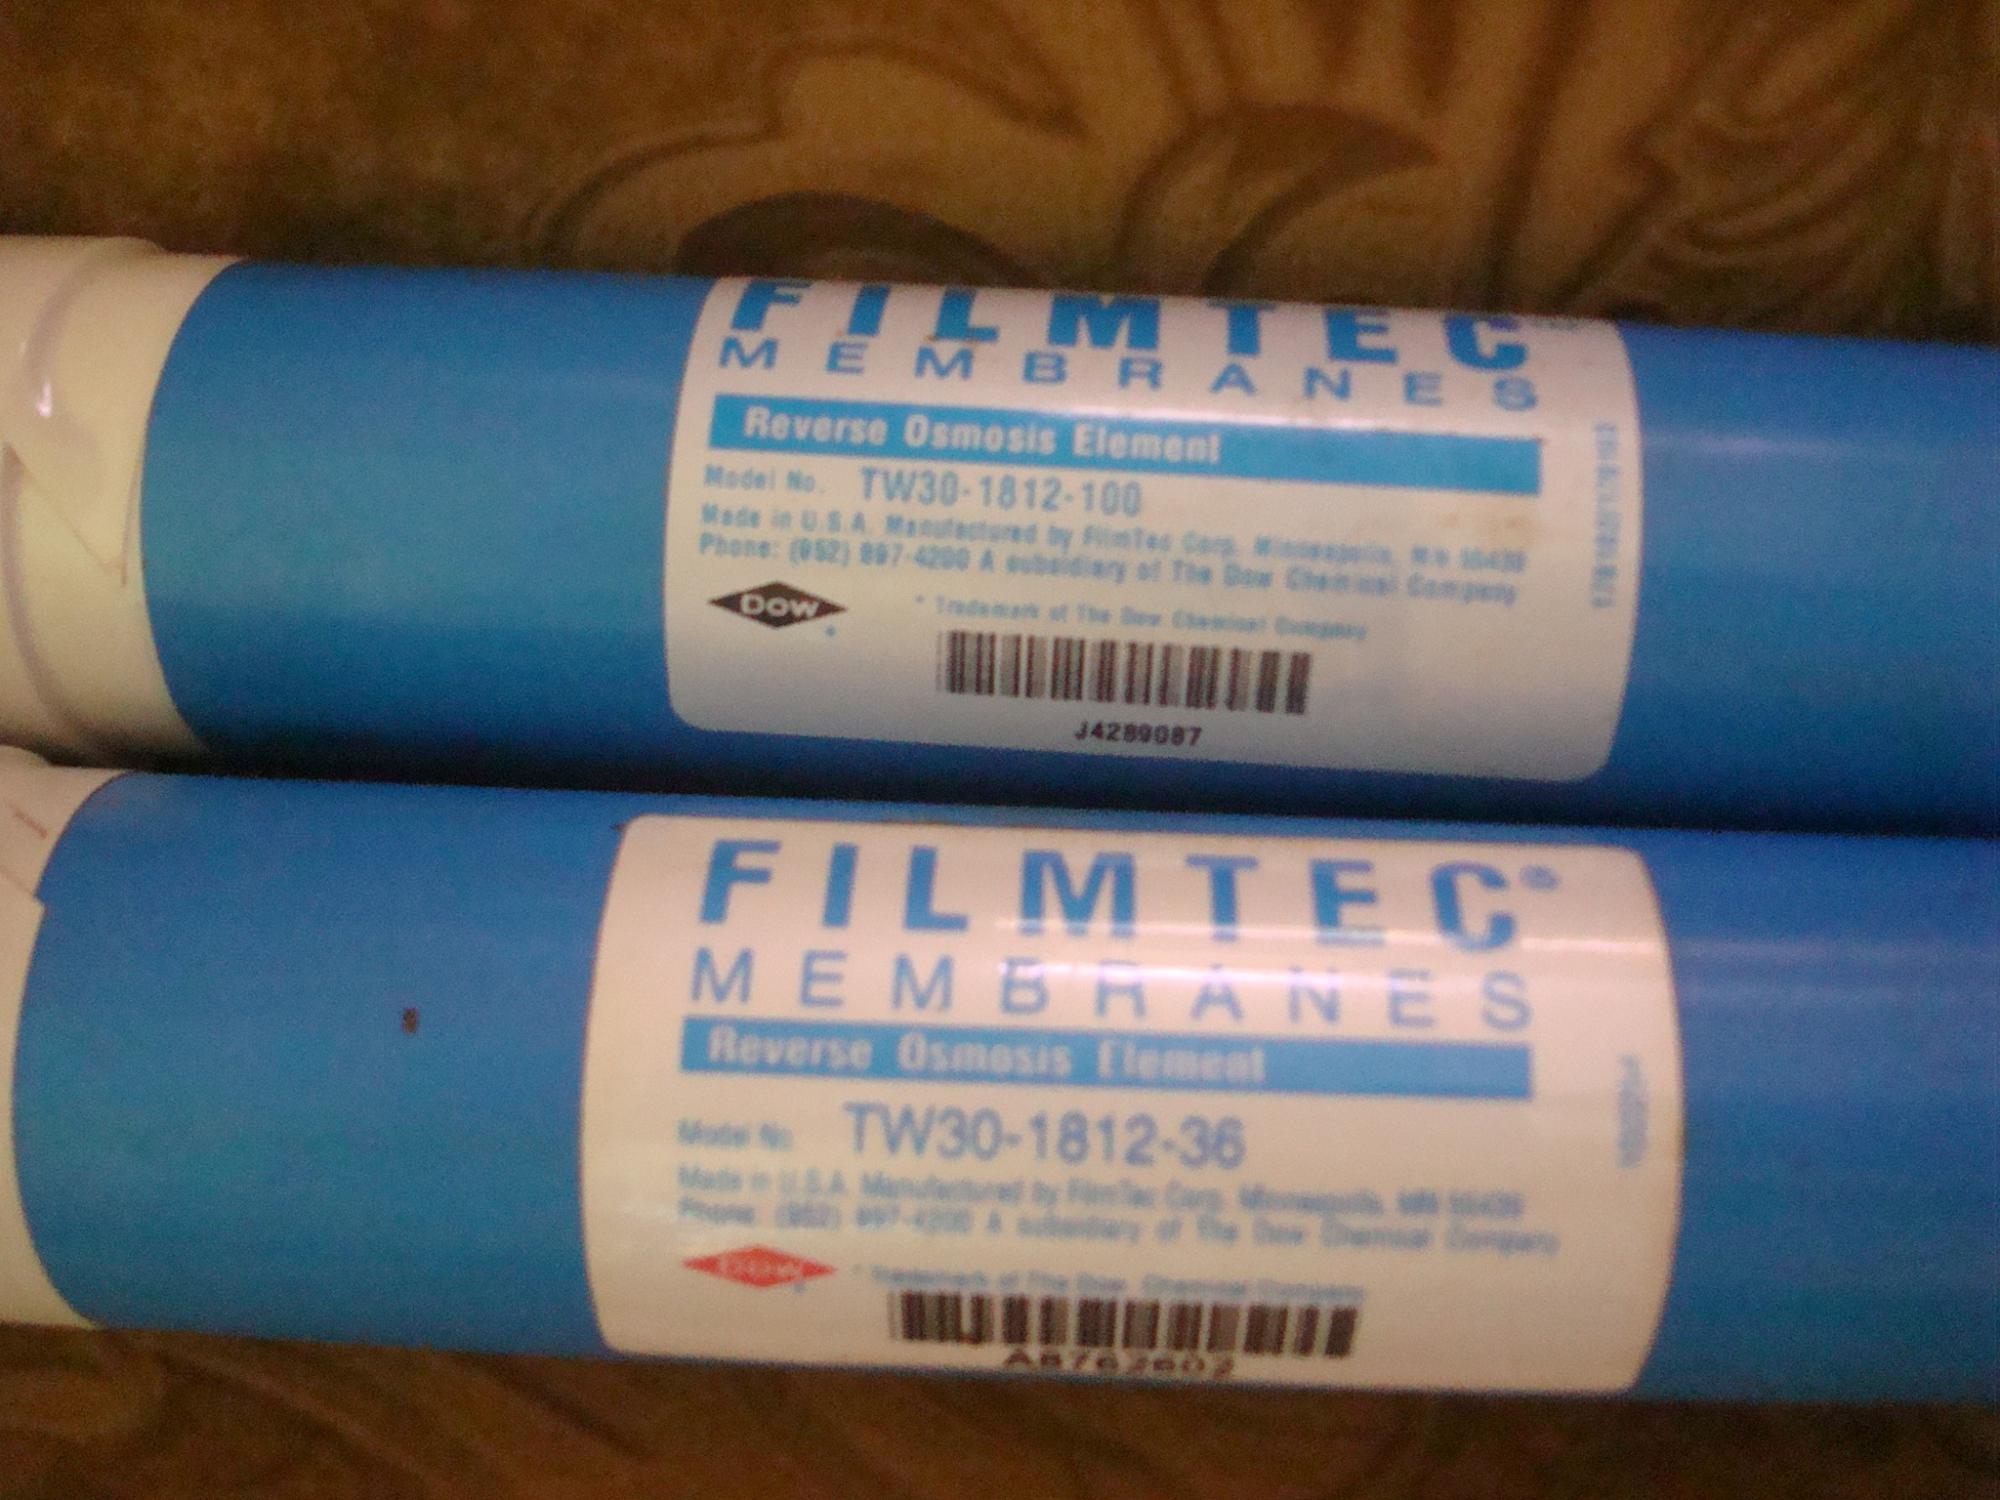 FILMTEC
MEMBRANES
Reverse Osmosis Element
Model No. TW30-1812-100
Made in U.S.A. Manufactured by FilmTec Corp. Minneapolis, MN 55439
Phone: (952) 897-4200 A subsidiary of The Dow Chemical Company
DOW
* Trademark of The Dow Chemical Company
J4289087
FILMTEC®
MEMBRANES
Reverse Osmosis Element
Model No. TW30-1812-36
Made in U.S.A. Manufactured by FilmTec Corp. Minneapolis, MN 55439
Phone: (952) 897-4200 A subsidiary of The Dow Chemical Company
DOW
* Trademark of The Dow Chemical Company
A8762602